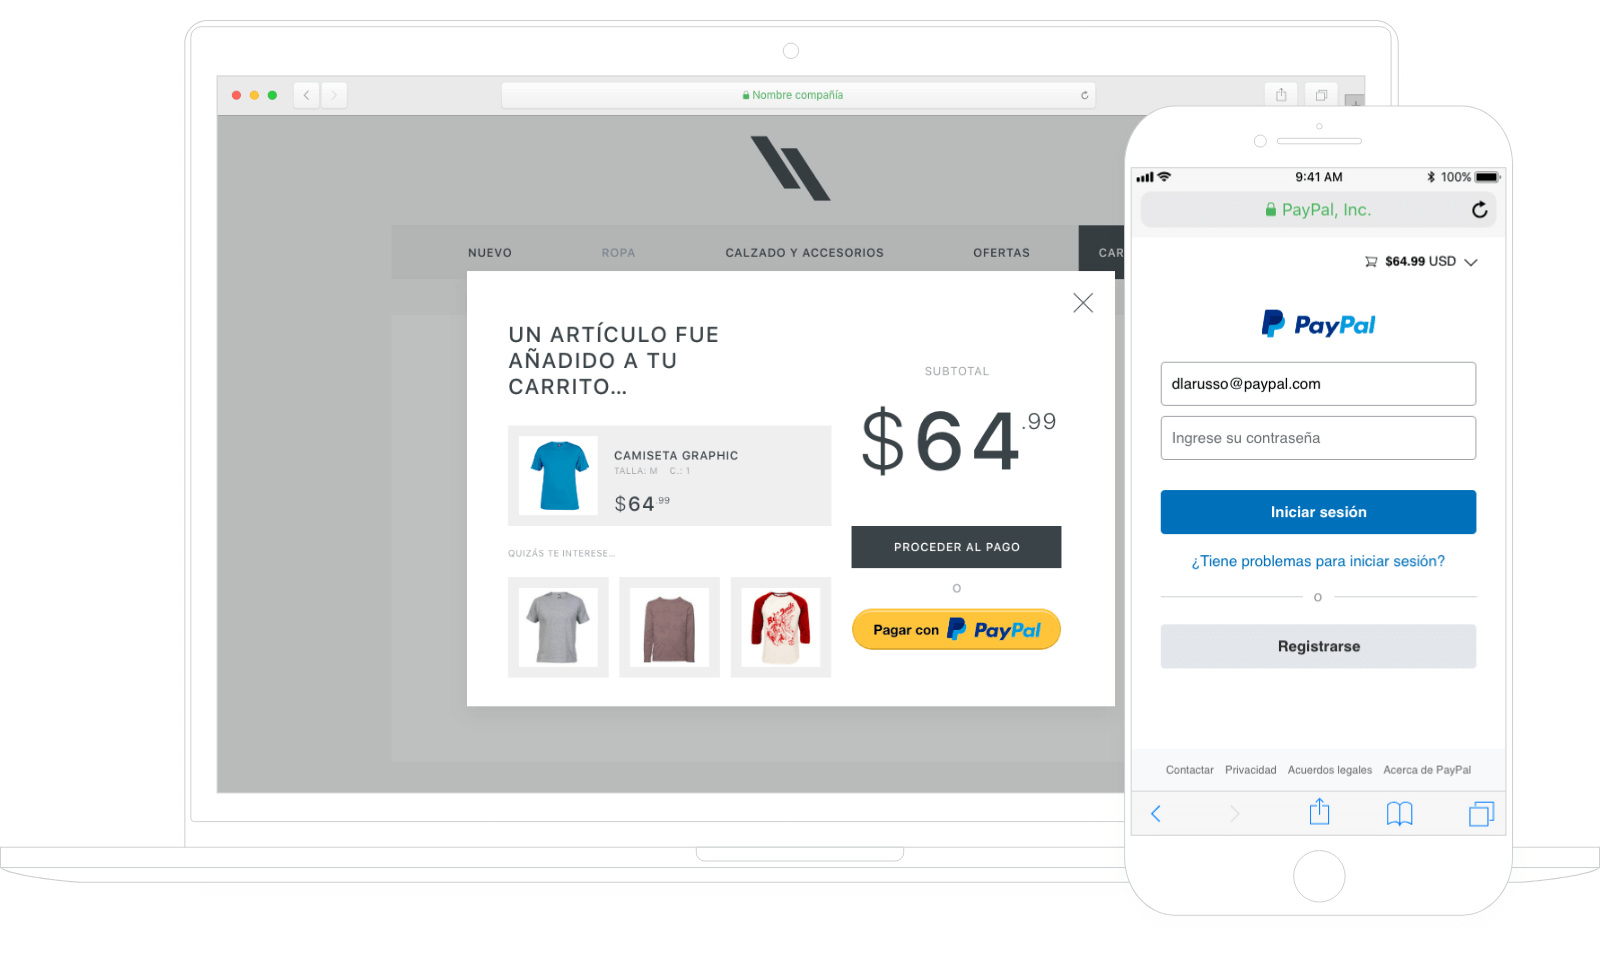 Nombre compañía
NUEVO
ROPA
CALZADO Y ACCESORIOS
OFERTAS
CAR
UN ARTÍCULO FUE
AÑADIDO A TU
CARRITO...
CAMISETA GRAPHIC
TALLA: M C.: 1
$64.99
QUIZÁS TE INTERESE...
SUBTOTAL
$64.99
PROCEDER AL PAGO
O
Pagar con PayPal
9:41 AM
100%
PayPal, Inc.
$64.99 USD
PayPal
dlarusso@paypal.com
Ingrese su contraseña
Iniciar sesión
¿Tiene problemas para iniciar sesión?
o
Registrarse
Contactar Privacidad Acuerdos legales Acerca de PayPal